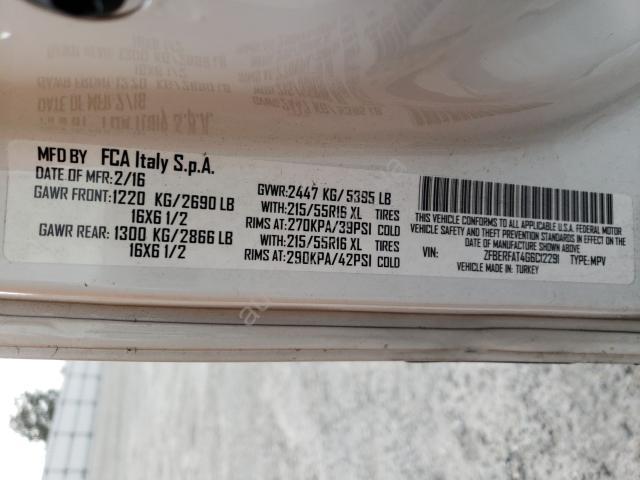 MFD BY FCA Italy S.p.A.
DATE OF MFR: 2/16 GVWR: 2447 KG/5395 LB
GAWR FRONT: 1220 KG/2690 LB WITH: 215/55R16 XL TIRES
16X6 1/2 RIMS AT: 270KPA/39PSI COLD
GAWR REAR: 1300 KG/2866 LB WITH: 215/55R16 XL TIRES
16X6 1/2 RIMS AT: 290KPA/42PSI COLD
THIS VEHICLE CONFORMS TO ALL APPLICABLE U.S.A. FEDERAL MOTOR
VEHICLE SAFETY AND THEFT PREVENTION STANDARDS IN EFFECT ON THE
DATE OF MANUFACTURE SHOWN ABOVE
VIN: ZFBERFAT4G6C12291 TYPE: MPV
VEHICLE MADE IN: TURKEY